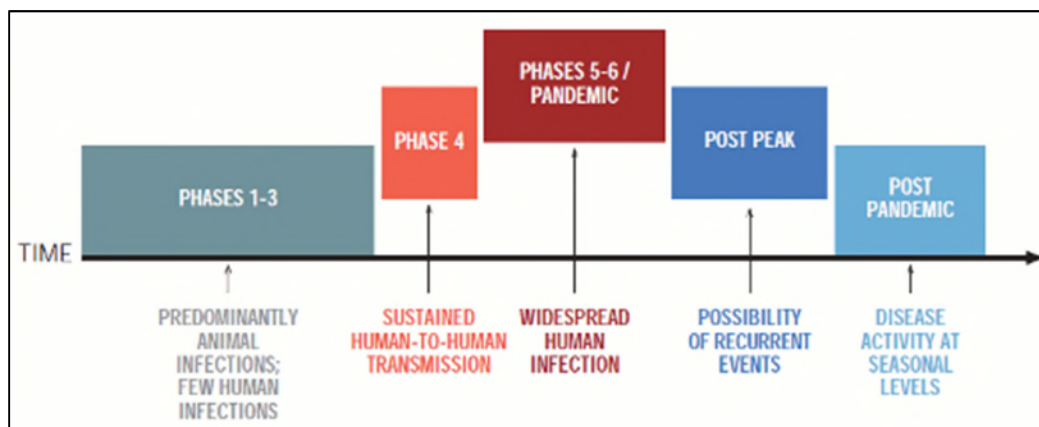 PHASES 5-6 /
PANDEMIC
PHASE 4
POST PEAK
PHASES 1-3
POST
PANDEMIC
TIME
PREDOMINANTLY
ANIMAL
INFECTIONS;
FEW HUMAN
INFECTIONS
SUSTAINED
HUMAN-TO-HUMAN
TRANSMISSION
WIDESPREAD
HUMAN
INFECTION
POSSIBILITY
OF RECURRENT
EVENTS
DISEASE
ACTIVITY AT
SEASONAL
LEVELS